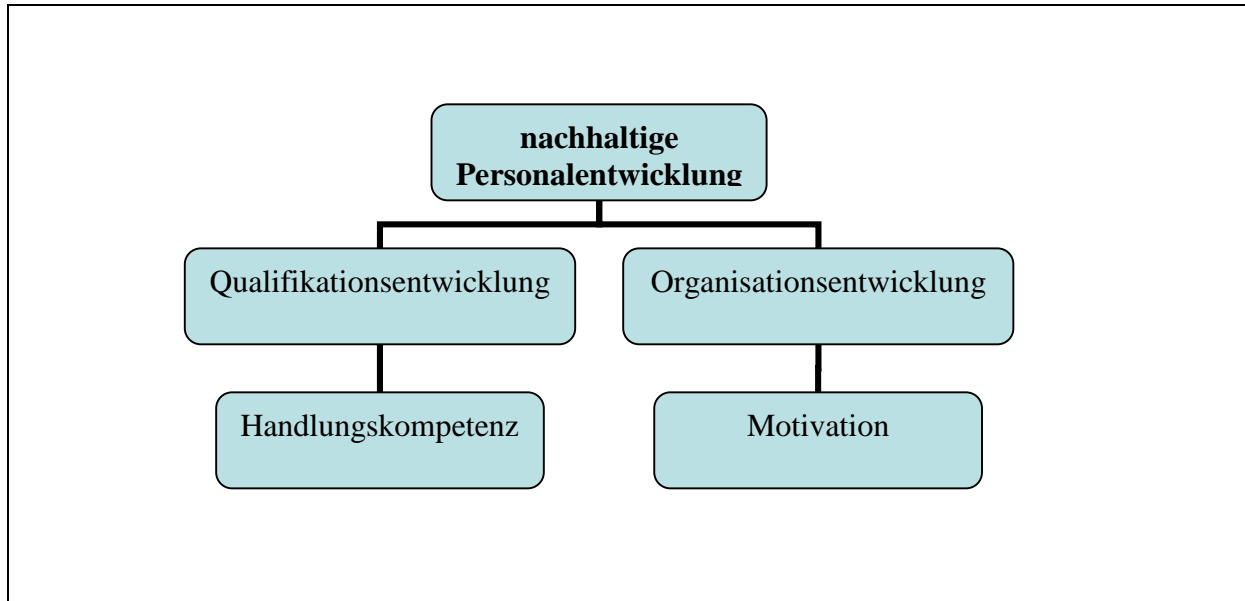 nachhaltige
Personalentwicklung
Qualifikationsentwicklung
Organisationsentwicklung
Handlungskompetenz
Motivation